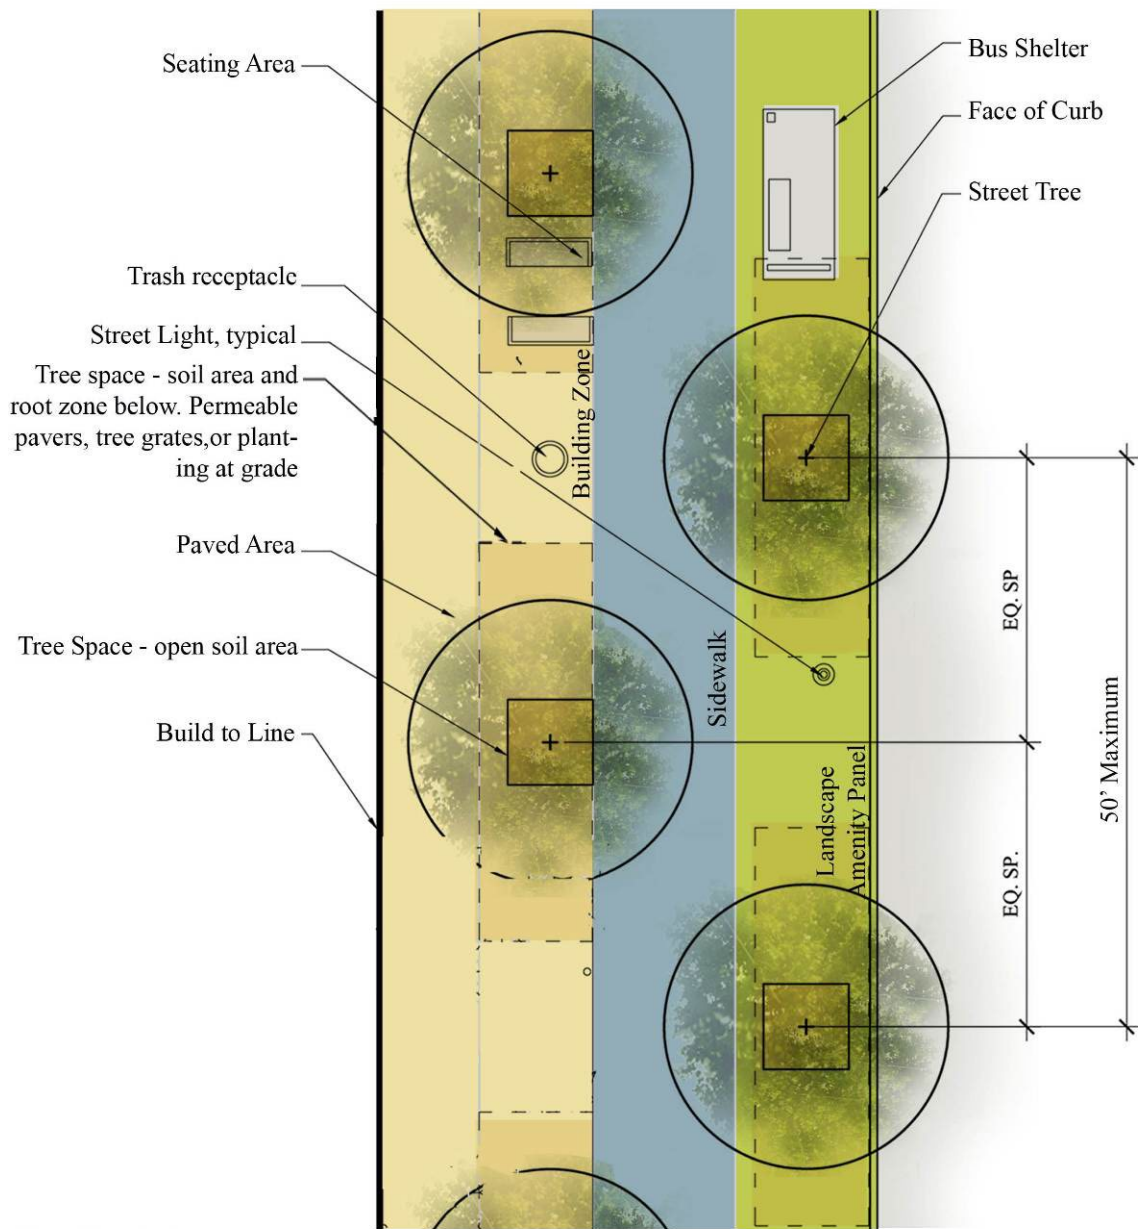 Seating Area
Trash receptacle
Street Light, typical
Tree space - soil area and
root zone below. Permeable
pavers, tree grates,or plant-
ing at grade
Paved Area
Tree Space - open soil area
Build to Line
Building Zone
Sidewalk
Landscape
Amenity Panel
Bus Shelter
Face of Curb
Street Tree
EQ. SP
EQ. SP.
50’ Maximum